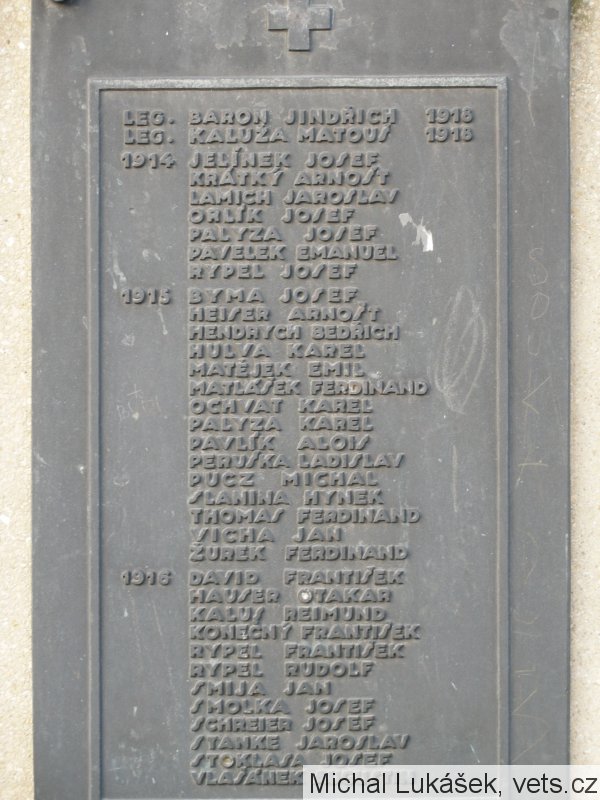 LEG. BARON JINDŘICH 1918
LEG. KALUŽA MATOUŠ 1918
1914 JELÍNEK JOSEF
KRÁTKÝ ARNOŠT
LAMICH JAROSLAV
ORLÍK JOSEF
PALYZA JOSEF
PAVELEK EMANUEL
RYPEL JOSEF
1915 BYMA JOSEF
HEISER ARNOŠT
HENDRYCH BEDŘICH
HULVA KAREL
MATĚJEK EMIL
MATLÁŠEK FERDINAND
OCHVAT KAREL
PALYZA KAREL
PAVLÍK ALOIS
PERUŠKA LADISLAV
PUCZ MICHAL
SLANINA HYNEK
THOMAS FERDINAND
VICHA JAN
ŽUREK FERDINAND
1916 DAVID FRANTIŠEK
HAUSER OTAKAR
KALUS REIMUND
KONEČNÝ FRANTIŠEK
RYPEL FRANTIŠEK
RYPEL RUDOLF
SMIJA JAN
SMOLKA JOSEF
SCHREIER JOSEF
STANKE JAROSLAV
STOKLASA JOSEF
VLASÁNEK
Michal Lukášek, vets.cz